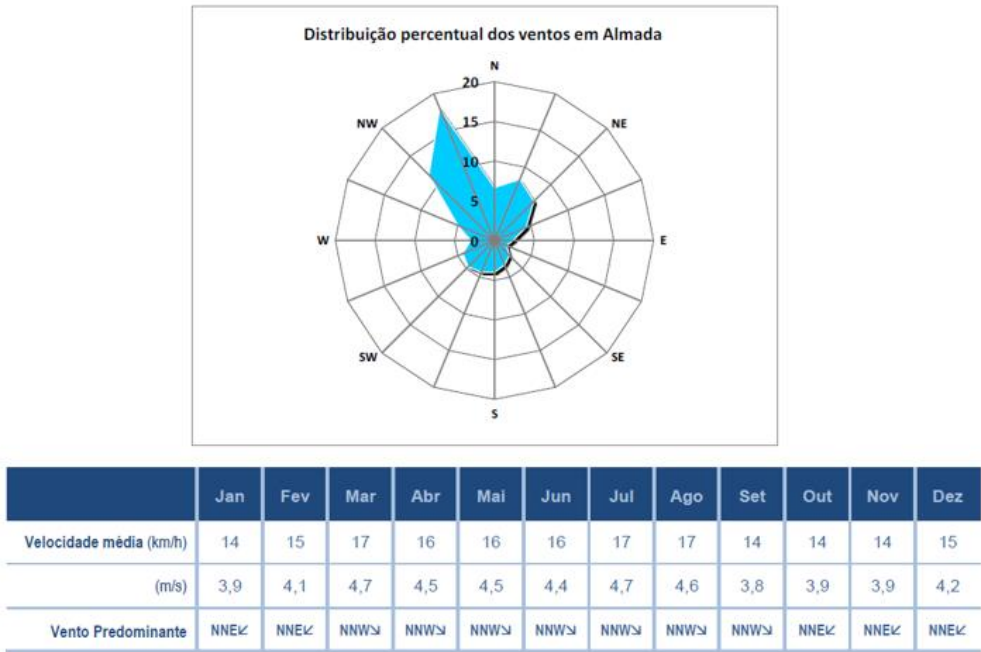 Distribuição percentual dos ventos em Almada
N
20
NW
NE
15
10
5
W
0
E
SW
SE
S
Jan Fev Mar Abr Mai Jun Jul Ago Set Out Nov Dez
Velocidade média (km/h) 14 15 17 16 16 16 17 17 14 14 14 15
(m/s) 3,9 4,1 4,7 4,5 4,5 4,4 4,7 4,6 3,8 3,9 3,9 4,2
Vento Predominante NNE↙ NNE↙ NNW↘ NNW↘ NNW↘ NNW↘ NNW↘ NNW↘ NNW↘ NNE↙ NNE↙ NNE↙